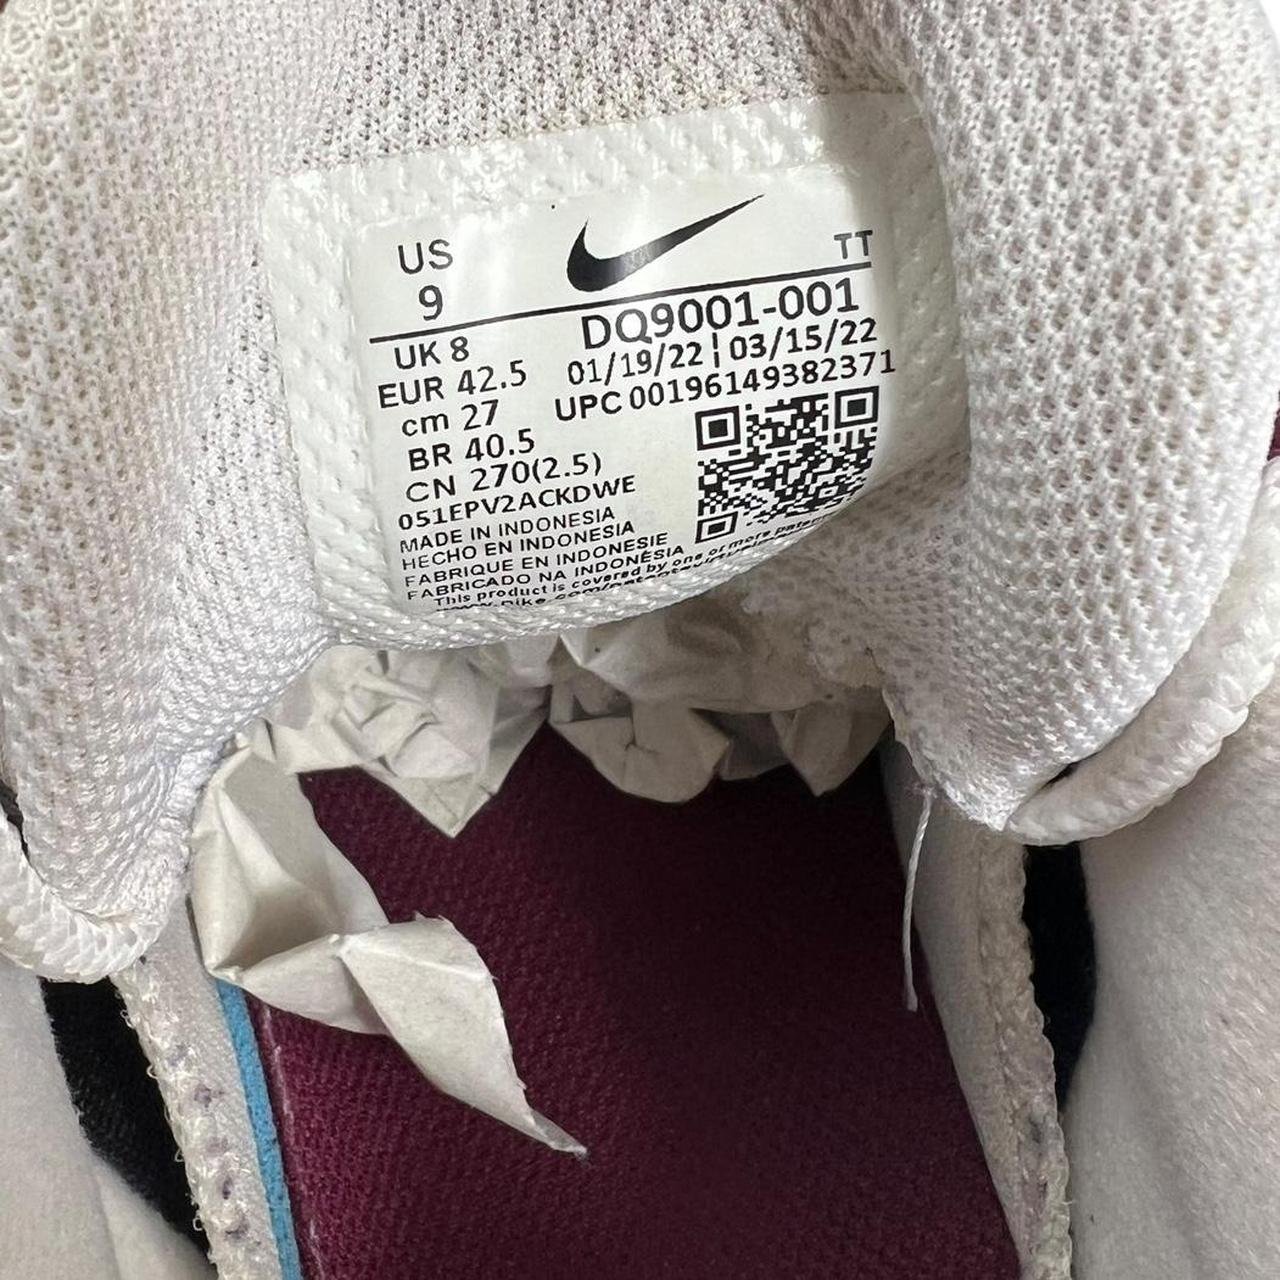 US
9
TT
UK 8
EUR 42.5
cm 27
BR 40.5
CN 270(2.5)
051EPV2ACKDWE
DQ9001-001
01/19/22 | 03/15/22
UPC 00196149382371
MADE IN INDONESIA
HECHO EN INDONESIA
FABRIQUE EN INDONESIE
FABRICADO NA INDONÉSIA
This product is covered by one or more